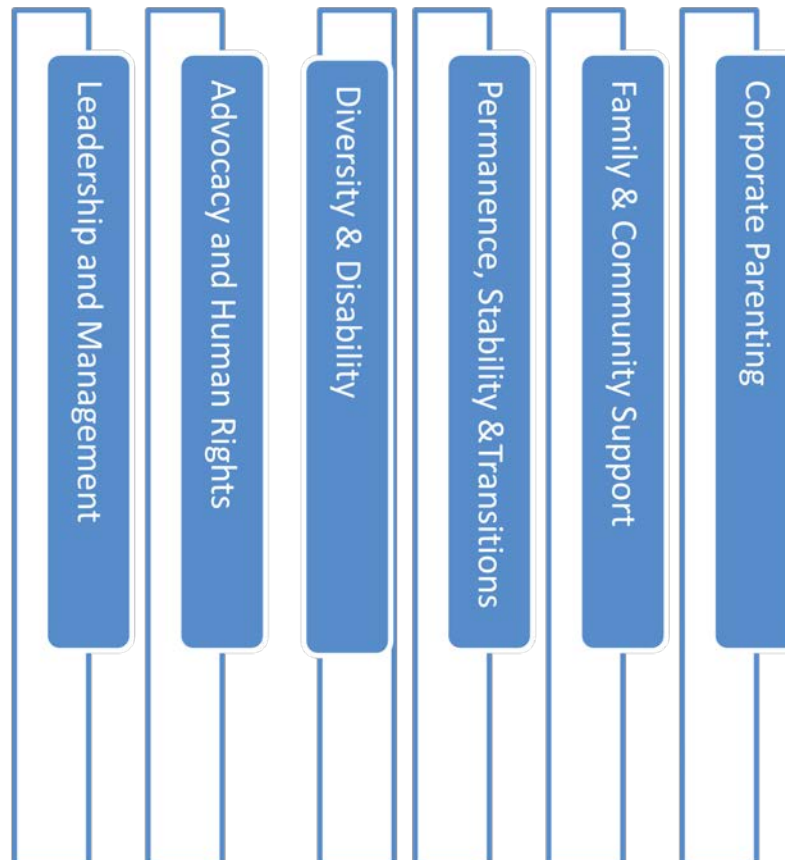 Leadership and Management
Advocacy and Human Rights
Diversity & Disability
Permanence, Stability &Transitions
Family & Community Support
Corporate Parenting